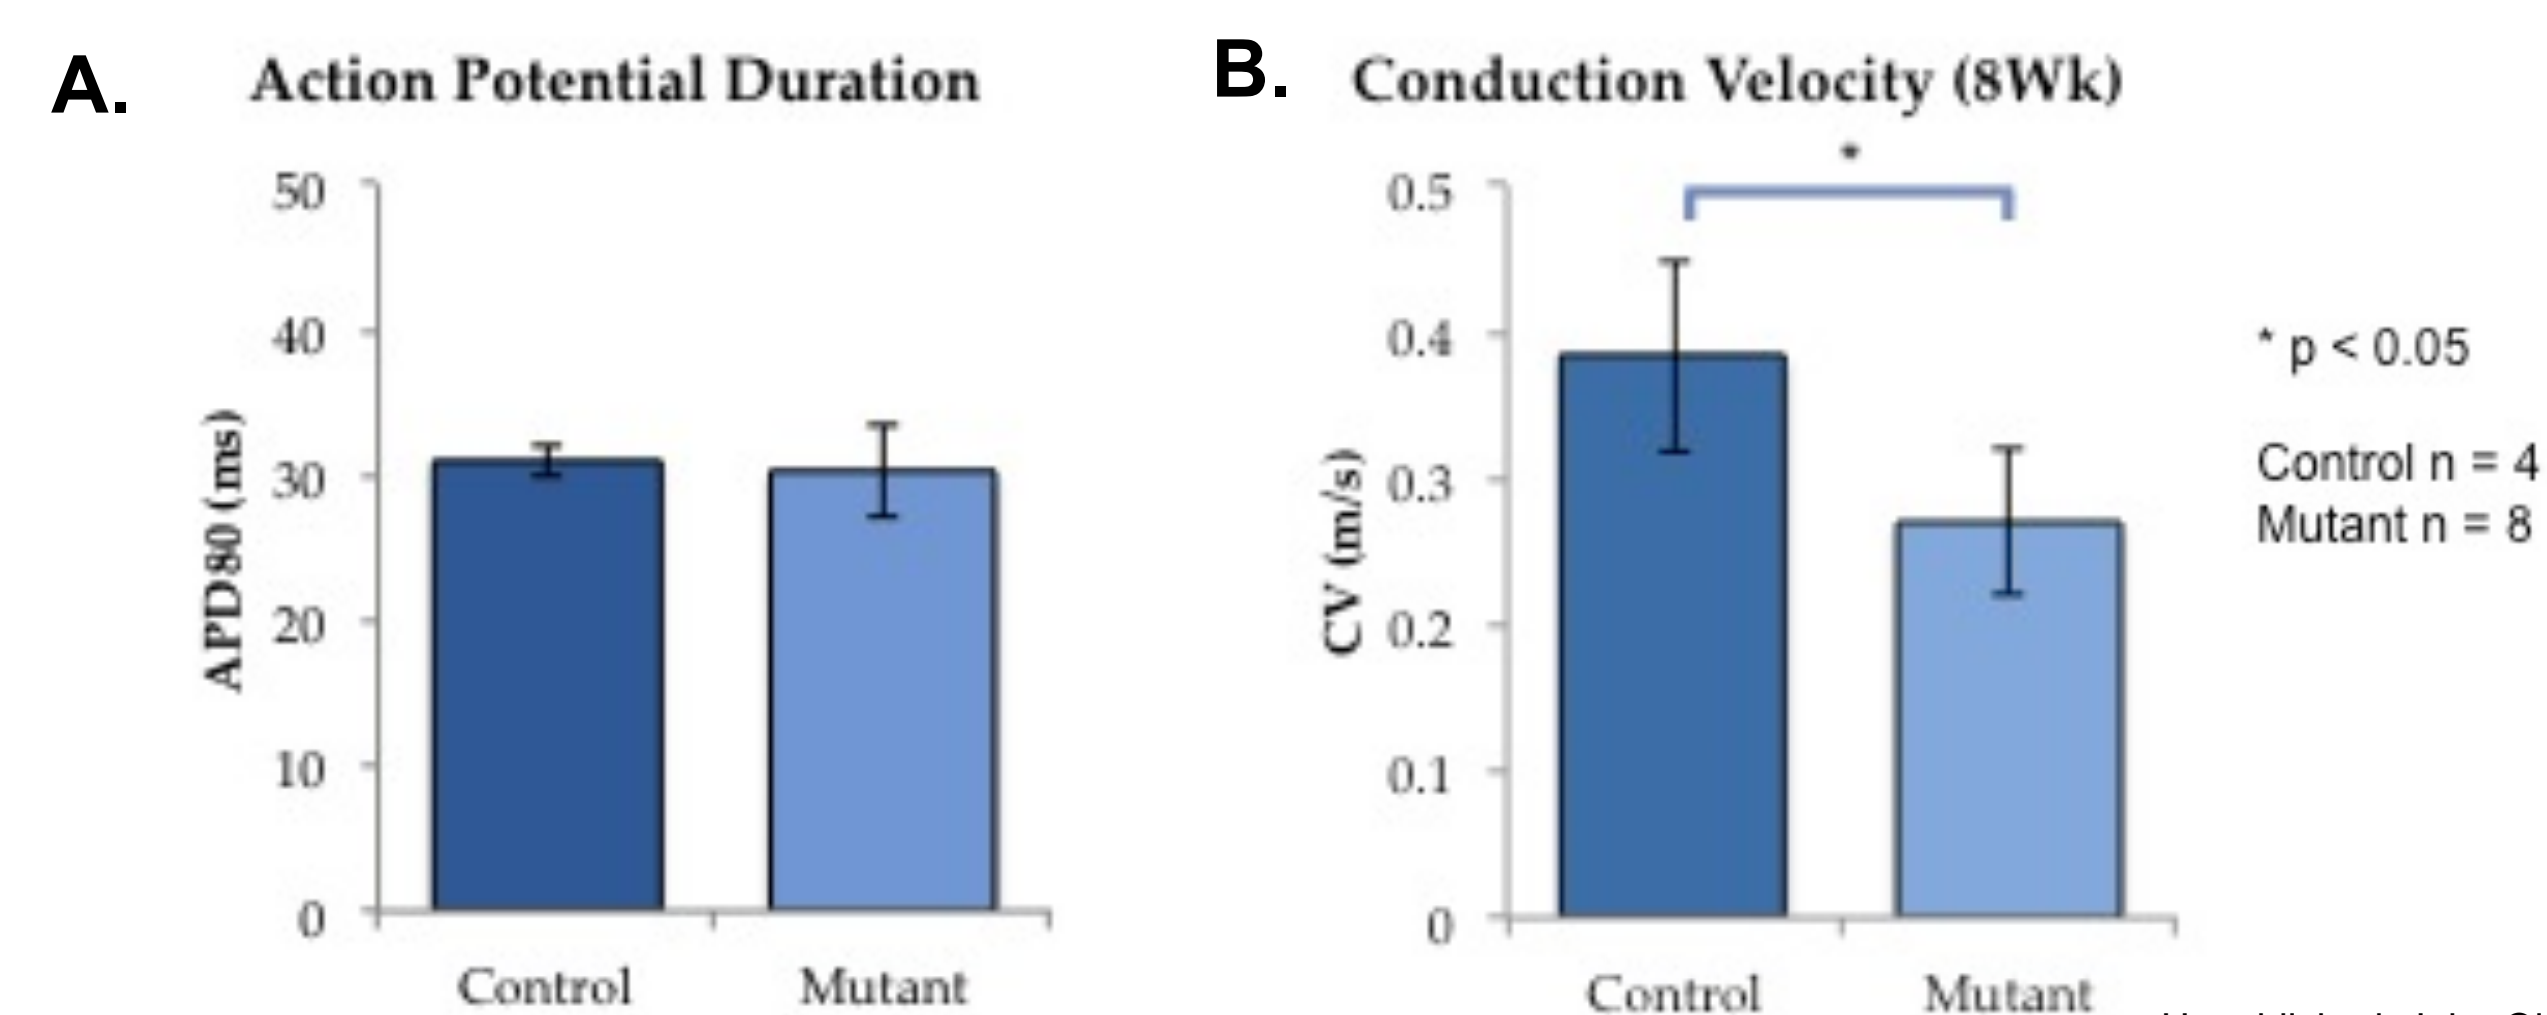 A.
Action Potential Duration
APD80 (ms)
50
40
30
20
10
0
Control Mutant
B.
Conduction Velocity (8Wk)
*
CV (m/s)
0.5
0.4
0.3
0.2
0.1
0
Control Mutant
* p < 0.05
Control n = 4
Mutant n = 8